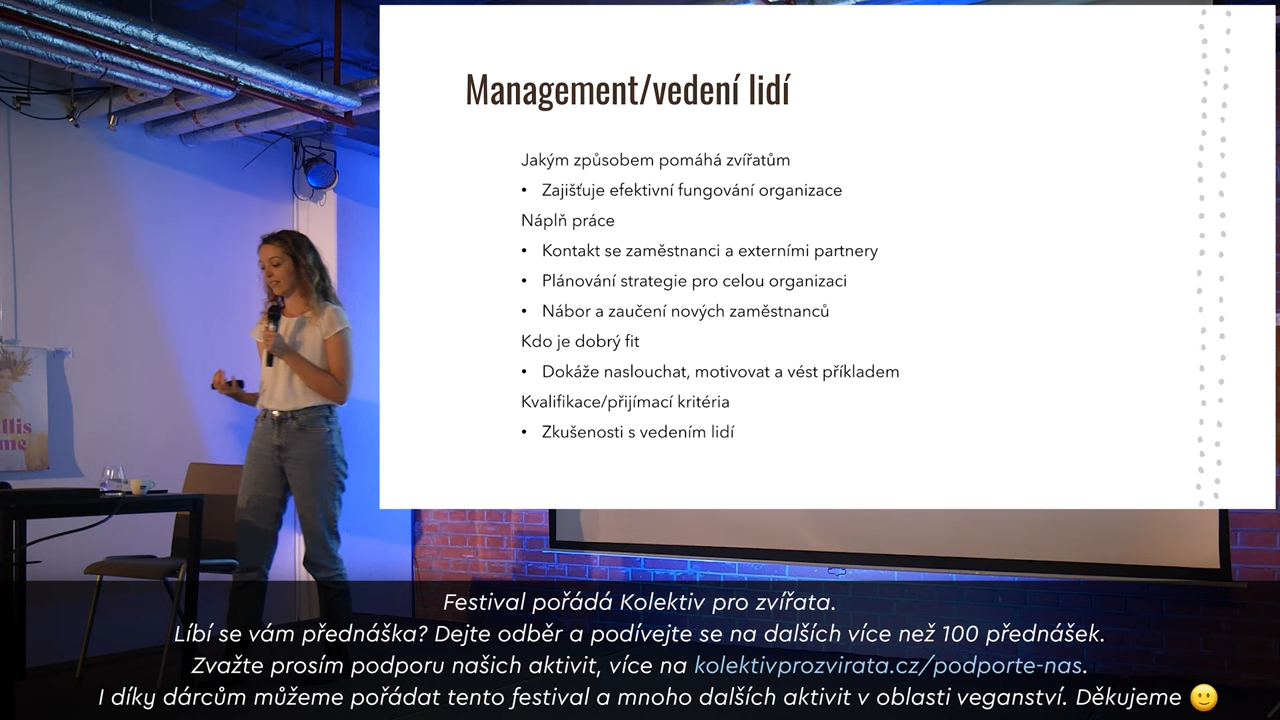 Management/vedení lidí
Jakým způsobem pomáhá zvířatům
• Zajišťuje efektivní fungování organizace
Náplň práce
• Kontakt se zaměstnanci a externími partnery
• Plánování strategie pro celou organizaci
• Nábor a zaučení nových zaměstnanců
Kdo je dobrý fit
• Dokáže naslouchat, motivovat a vést příkladem
Kvalifikace/přijímací kritéria
• Zkušenosti s vedením lidí
Festival pořádá Kolektiv pro zvířata.
Líbí se vám přednáška? Dejte odběr a podívejte se na dalších více než 100 přednášek.
Zvažte prosím podporu našich aktivit, více na kolektivprozvirata.cz/podporte-nas.
I díky dárcům můžeme pořádat tento festival a mnoho dalších aktivit v oblasti veganství. Děkujeme 🙂